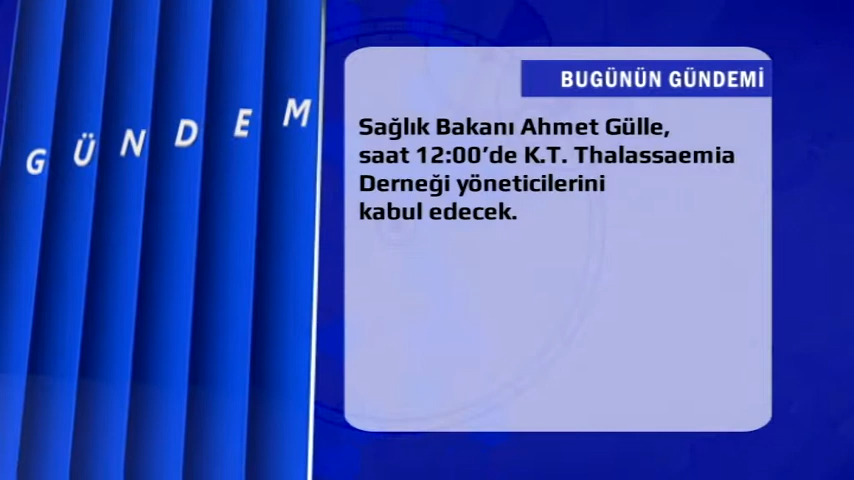 GÜNDEM
BUGÜNÜN GÜNDEMİ
Sağlık Bakanı Ahmet Gülle,
saat 12:00’de K.T. Thalassaemia
Derneği yöneticilerini
kabul edecek.